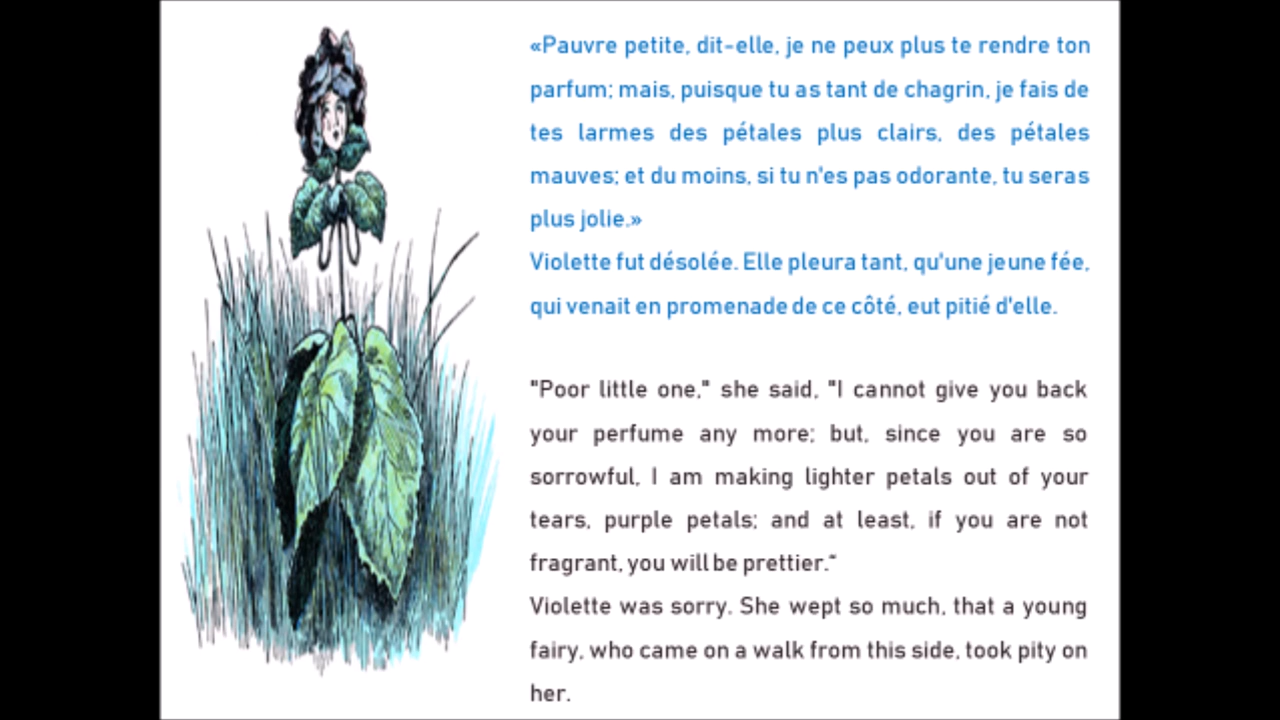 «Pauvre petite, dit-elle, je ne peux plus te rendre ton
parfum; mais, puisque tu as tant de chagrin, je fais de
tes larmes des pétales plus clairs, des pétales
mauves; et du moins, si tu n'es pas odorante, tu seras
plus jolie.»
Violette fut désolée. Elle pleura tant, qu'une jeune fée,
qui venait en promenade de ce côté, eut pitié d'elle.
"Poor little one," she said, "I cannot give you back
your perfume any more; but, since you are so
sorrowful, I am making lighter petals out of your
tears, purple petals; and at least, if you are not
fragrant, you will be prettier.“
Violette was sorry. She wept so much, that a young
fairy, who came on a walk from this side, took pity on
her.